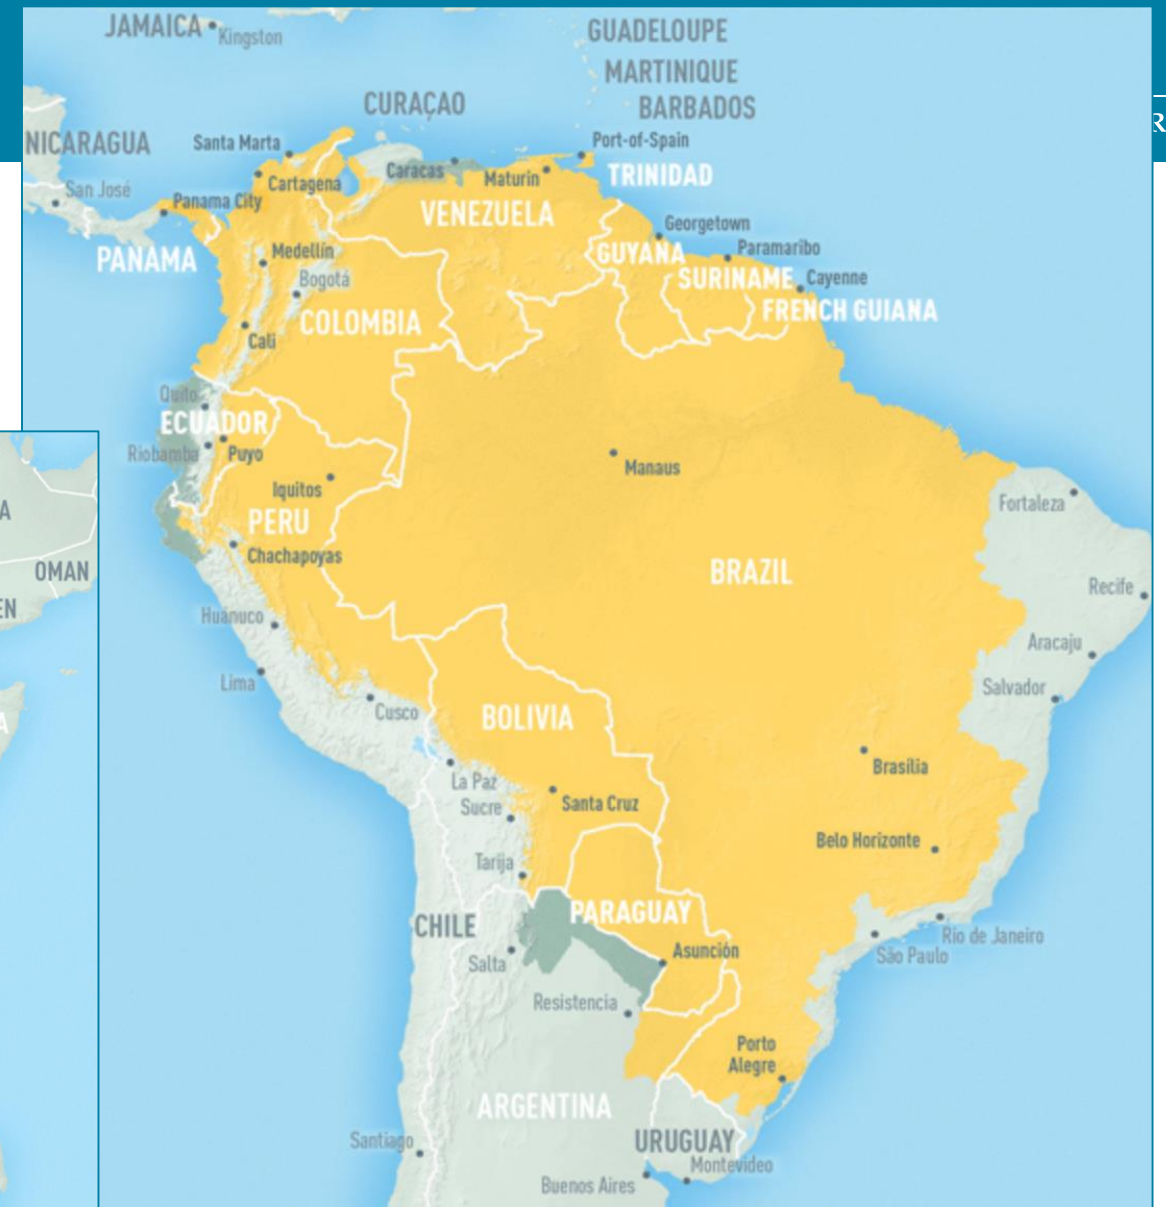 JAMAICA
Kingston
GUADELOUPE
MARTINIQUE
BARBADOS
CURAÇAO
R
NICARAGUA
Santa Marta
Port-of-Spain
Caracas
Maturin
TRINIDAD
San José
Cartagena
Panama City
VENEZUELA
Georgetown
PANAMA
Medellín
GUYANA
Paramaribo
Bogotá
SURINAME
Cayenne
COLOMBIA
FRENCH GUIANA
Cali
Quito
ECUADOR
Riobamba
Puyo
Manaus
Iquitos
Fortaleza
A
PERU
Chachapoyas
OMAN
BRAZIL
Recife
EN
Huánuco
Aracaju
Lima
Salvador
Cusco
BOLIVIA
A
Brasília
La Paz
Sucre
Santa Cruz
Belo Horizonte
Tarija
PARAGUAY
CHILE
Rio de Janeiro
São Paulo
Asunción
Salta
Resistencia
Porto
Alegre
ARGENTINA
Santiago
URUGUAY
Montevideo
Buenos Aires